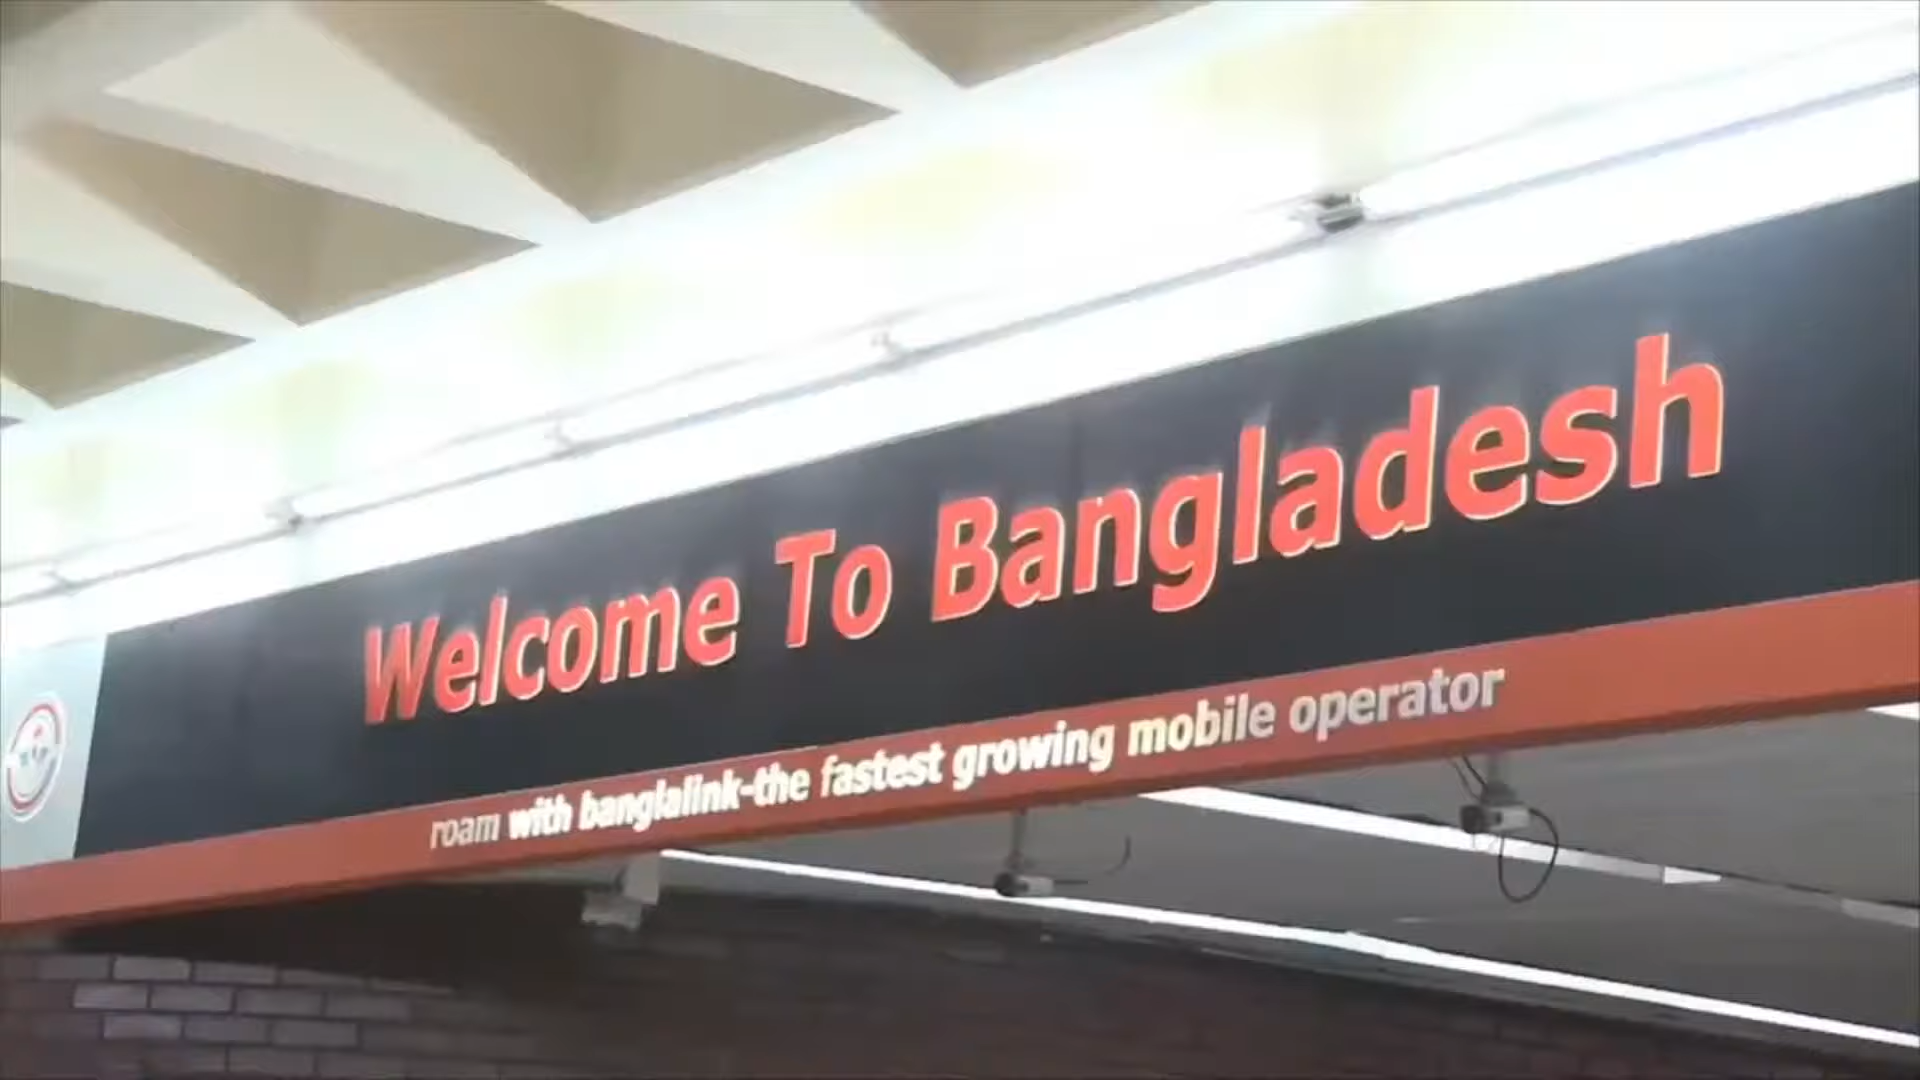 Welcome To Bangladesh
roam with banglalink-the fastest growing mobile operator